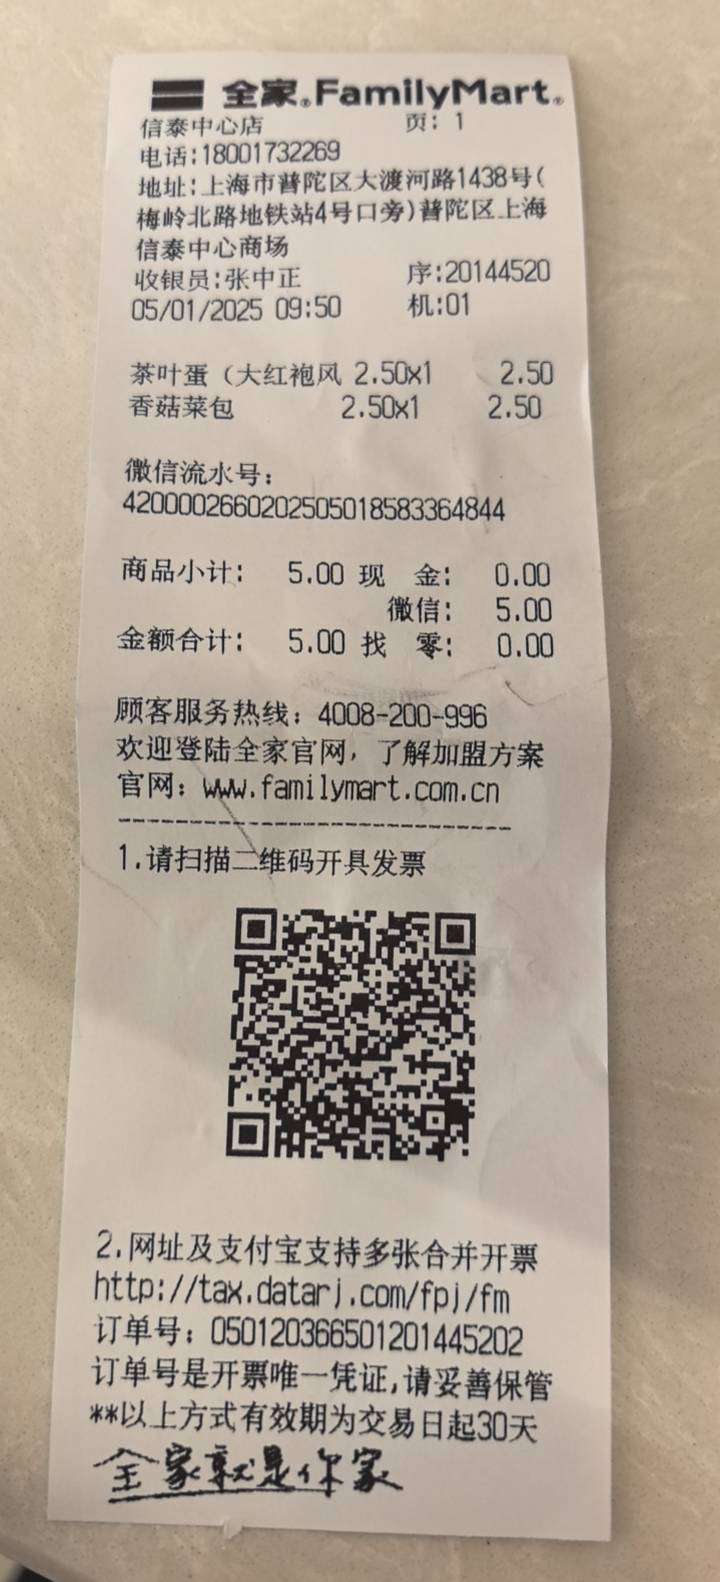 全家®FamilyMart®
信泰中心店 页: 1
电话:18001732269
地址:上海市普陀区大渡河路1438号(
梅岭北路地铁站4号口旁)普陀区上海
信泰中心商场
收银员:张中正 序:20144520
05/01/2025 09:50 机:01
茶叶蛋（大红袍风 2.50x1 2.50
香菇菜包 2.50x1 2.50
微信流水号:
4200002660202505018583364844
商品小计: 5.00 现 金: 0.00
微信: 5.00
金额合计: 5.00 找 零: 0.00
顾客服务热线：4008-200-996
欢迎登陆全家官网，了解加盟方案
官网：www.familymart.com.cn
1.请扫描二维码开具发票
2.网址及支付宝支持多张合并开票
http://tax.datarj.com/fpj/fm
订单号：050120366501201445202
订单号是开票唯一凭证,请妥善保管
**以上方式有效期为交易日起30天
全家就是你家